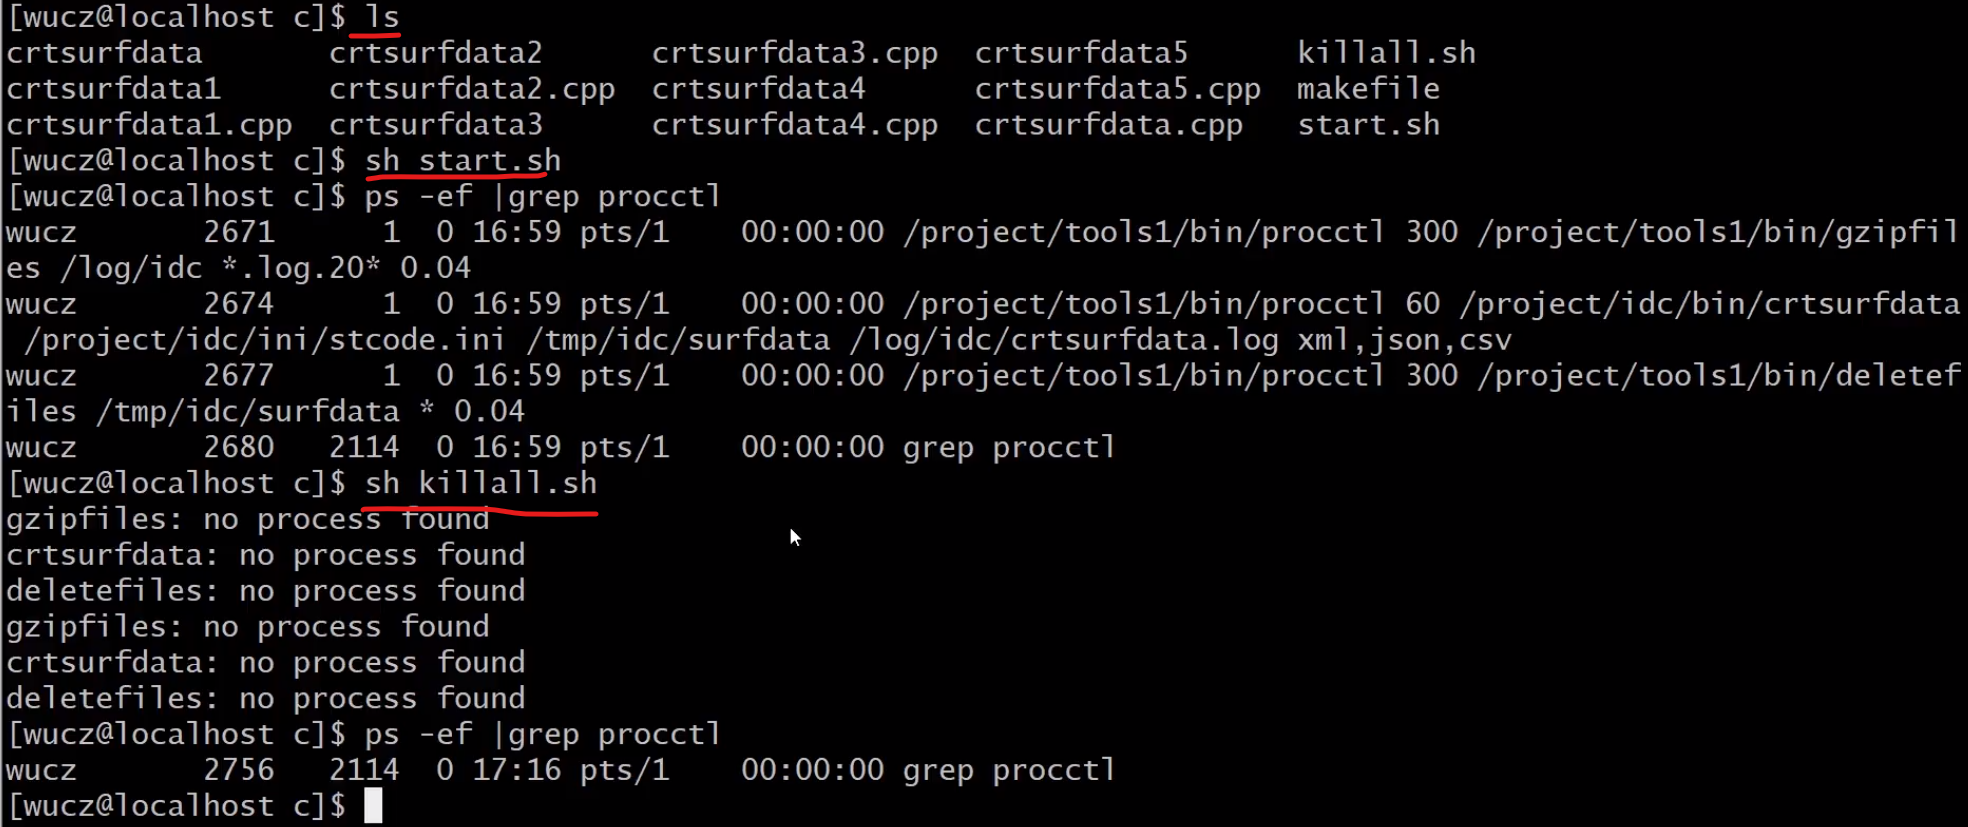 [wucz@localhost c]$ ls
crtsurfdata       crtsurfdata2      crtsurfdata3.cpp  crtsurfdata5      killall.sh
crtsurfdata1      crtsurfdata2.cpp  crtsurfdata4      crtsurfdata5.cpp  makefile
crtsurfdata1.cpp  crtsurfdata3      crtsurfdata4.cpp  crtsurfdata.cpp   start.sh
[wucz@localhost c]$ sh start.sh
[wucz@localhost c]$ ps -ef |grep procctl
wucz       2671      1  0 16:59 pts/1    00:00:00 /project/tools1/bin/procctl 300 /project/tools1/bin/gzipfil
es /log/idc *.log.20* 0.04
wucz       2674      1  0 16:59 pts/1    00:00:00 /project/tools1/bin/procctl 60 /project/idc/bin/crtsurfdata
 /project/idc/ini/stcode.ini /tmp/idc/surfdata /log/idc/crtsurfdata.log xml,json,csv
wucz       2677      1  0 16:59 pts/1    00:00:00 /project/tools1/bin/procctl 300 /project/tools1/bin/deletef
iles /tmp/idc/surfdata * 0.04
wucz       2680   2114  0 16:59 pts/1    00:00:00 grep procctl
[wucz@localhost c]$ sh killall.sh
gzipfiles: no process found
crtsurfdata: no process found
deletefiles: no process found
gzipfiles: no process found
crtsurfdata: no process found
deletefiles: no process found
[wucz@localhost c]$ ps -ef |grep procctl
wucz       2756   2114  0 17:16 pts/1    00:00:00 grep procctl
[wucz@localhost c]$